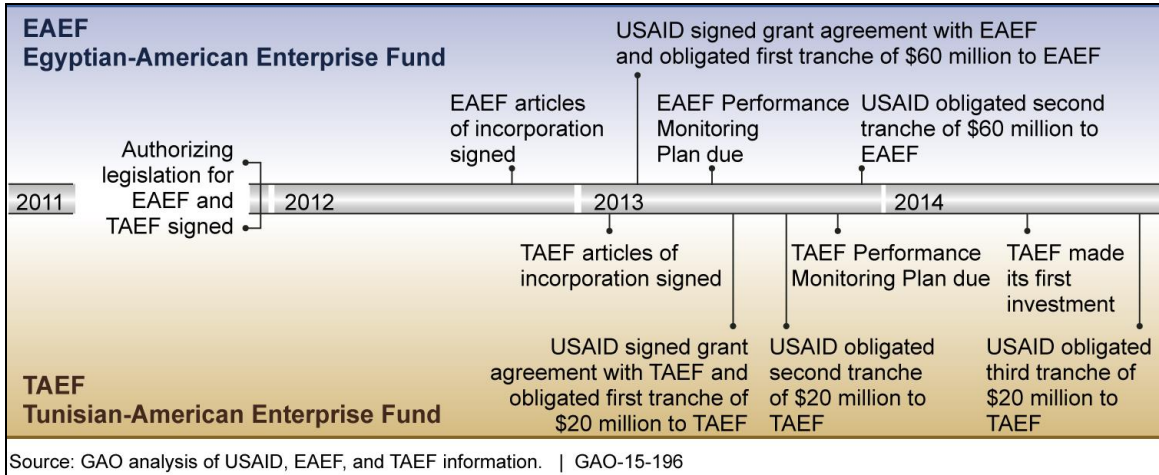 EAEF
Egyptian-American Enterprise Fund
USAID signed grant agreement with EAEF
and obligated first tranche of $60 million to EAEF
EAEF articles
of incorporation
signed
EAEF Performance
Monitoring
Plan due
USAID obligated second
tranche of $60 million to
EAEF
Authorizing
legislation for
EAEF and
TAEF signed
2011
2012
2013
2014
TAEF articles of
incorporation signed
TAEF Performance
Monitoring Plan due
TAEF made
its first
investment
USAID signed grant
agreement with TAEF and
obligated first tranche of
$20 million to TAEF
USAID obligated
second tranche
of $20 million to
TAEF
USAID obligated
third tranche of
$20 million to
TAEF
TAEF
Tunisian-American Enterprise Fund
Source: GAO analysis of USAID, EAEF, and TAEF information. | GAO-15-196